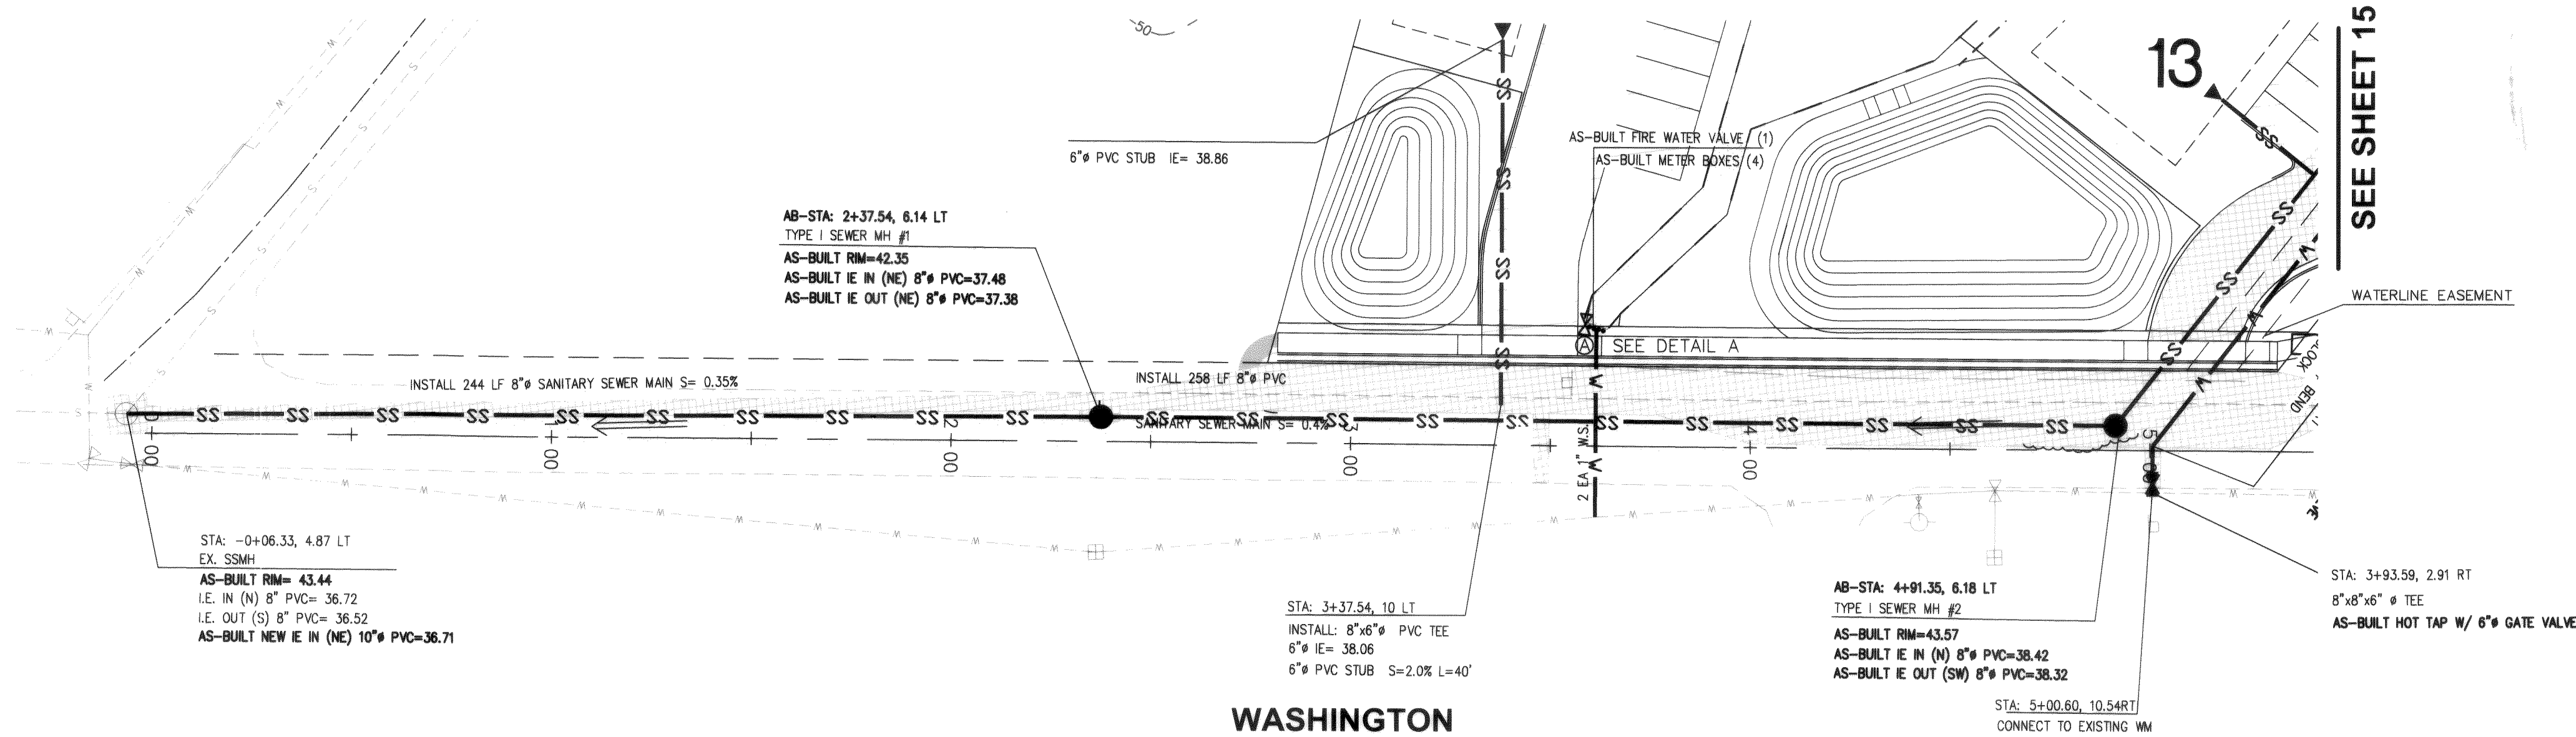 50
13
SEE SHEET 15
6"ø PVC STUB IE= 38.86
AS-BUILT FIRE WATER VALVE (1)
AS-BUILT METER BOXES (4)
AB-STA: 2+37.54, 6.14 LT
TYPE I SEWER MH #1
AS-BUILT RIM=42.35
AS-BUILT IE IN (NE) 8"ø PVC=37.48
AS-BUILT IE OUT (NE) 8"ø PVC=37.38
WATERLINE EASEMENT
A SEE DETAIL A
INSTALL 244 LF 8"ø SANITARY SEWER MAIN S= 0.35%
INSTALL 258 LF 8"ø PVC
SANITARY SEWER MAIN S= 0.4%
BEND
2 EA 1" W.S.
STA: -0+06.33, 4.87 LT
EX. SSMH
AS-BUILT RIM= 43.44
I.E. IN (N) 8" PVC= 36.72
I.E. OUT (S) 8" PVC= 36.52
AS-BUILT NEW IE IN (NE) 10"ø PVC=36.71
STA: 3+37.54, 10 LT
INSTALL: 8"x6"ø PVC TEE
6"ø IE= 38.06
6"ø PVC STUB S=2.0% L=40'
AB-STA: 4+91.35, 6.18 LT
TYPE I SEWER MH #2
AS-BUILT RIM=43.57
AS-BUILT IE IN (N) 8"ø PVC=38.42
AS-BUILT IE OUT (SW) 8"ø PVC=38.32
STA: 3+93.59, 2.91 RT
8"x8"x6" ø TEE
AS-BUILT HOT TAP W/ 6"ø GATE VALVE
STA: 5+00.60, 10.54RT
CONNECT TO EXISTING WM
WASHINGTON